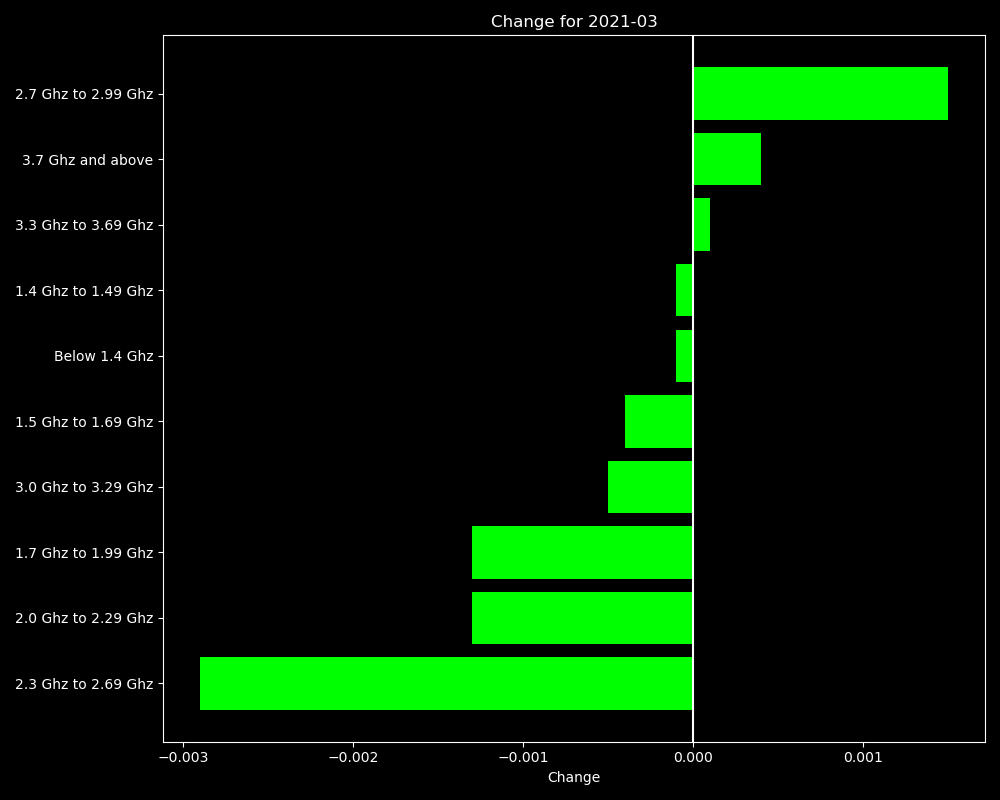 Change for 2021-03
2.7 Ghz to 2.99 Ghz
3.7 Ghz and above
3.3 Ghz to 3.69 Ghz
1.4 Ghz to 1.49 Ghz
Below 1.4 Ghz
1.5 Ghz to 1.69 Ghz
3.0 Ghz to 3.29 Ghz
1.7 Ghz to 1.99 Ghz
2.0 Ghz to 2.29 Ghz
2.3 Ghz to 2.69 Ghz
−0.003 −0.002 −0.001 0.000 0.001
Change